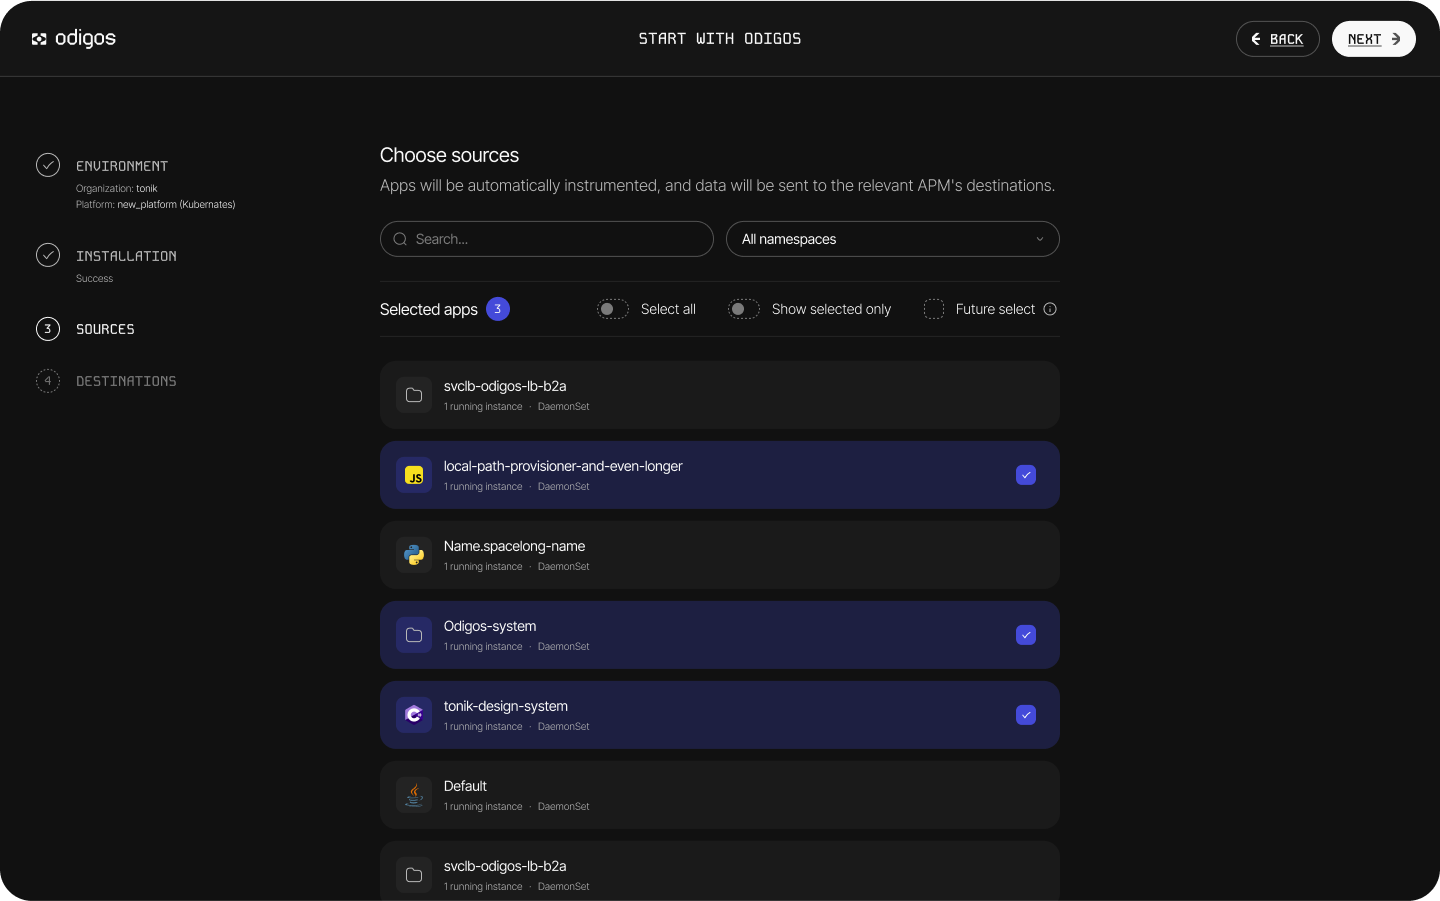 odigos
START WITH ODIGOS
BACK
NEXT
ENVIRONMENT
Organization: tonik
Platform: new_platform (Kubernates)
INSTALLATION
Success
3 SOURCES
4 DESTINATIONS
Choose sources
Apps will be automatically instrumented, and data will be sent to the relevant APM's destinations.
Search...
All namespaces
Selected apps 3
Select all
Show selected only
Future select
svclb-odigos-lb-b2a
1 running instance · DaemonSet
JS
local-path-provisioner-and-even-longer
1 running instance · DaemonSet
Name.spacelong-name
1 running instance · DaemonSet
Odigos-system
1 running instance · DaemonSet
C#
tonik-design-system
1 running instance · DaemonSet
Default
1 running instance · DaemonSet
svclb-odigos-lb-b2a
1 running instance · DaemonSet